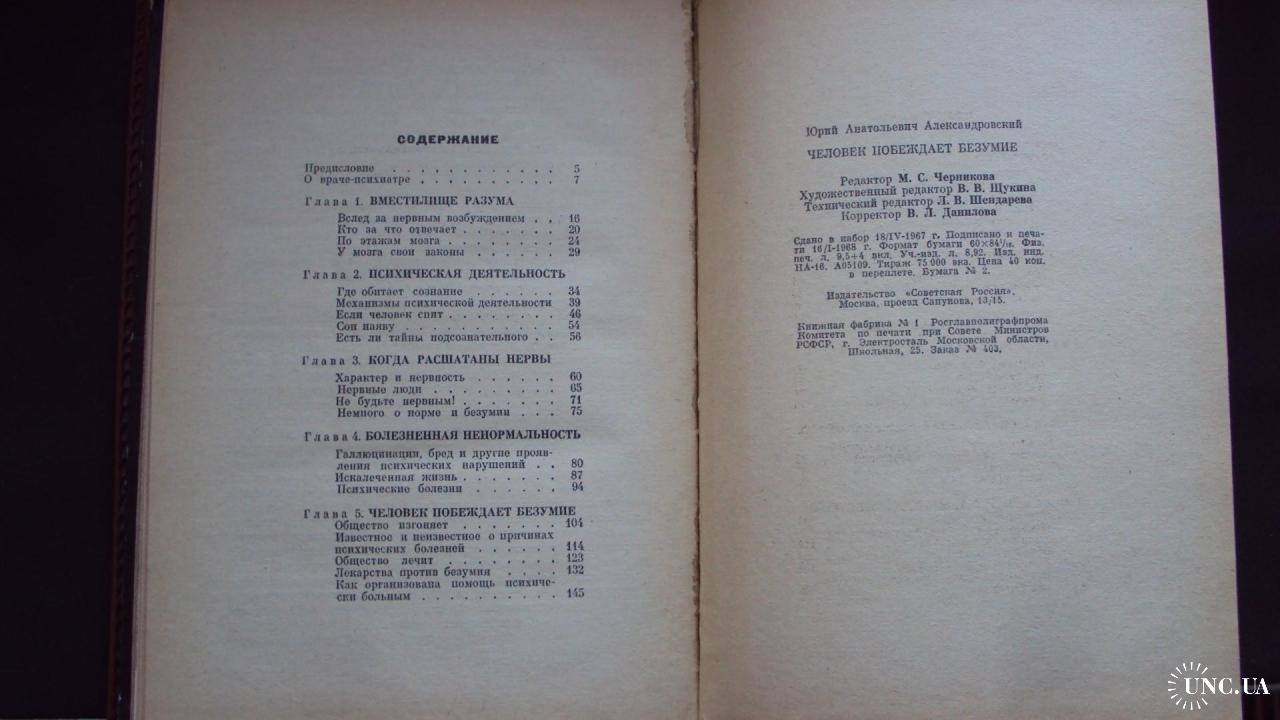 СОДЕРЖАНИЕ
Предисловие . . . . . . . . . . . 5
О враче-психиатре . . . . . . . . . . 7
Глава 1. ВМЕСТИЛИЩЕ РАЗУМА
Вслед за нервным возбуждением . . 16
Кто за что отвечает . . . . . . . 20
По этажам мозга . . . . . . . . 24
У мозга свои законы . . . . . . . 29
Глава 2. ПСИХИЧЕСКАЯ ДЕЯТЕЛЬНОСТЬ
Где обитает сознание . . . . . . 34
Механизмы психической деятельности 39
Если человек спит . . . . . . . . 46
Сон наяву . . . . . . . . . . . 54
Есть ли тайны подсознательного . . 56
Глава 3. КОГДА РАСШАТАНЫ НЕРВЫ
Характер и нервность . . . . . . 60
Нервные люди . . . . . . . . . 65
Не будьте нервным! . . . . . . . 71
Немного о норме и безумии . . . 75
Глава 4. БОЛЕЗНЕННАЯ НЕНОРМАЛЬНОСТЬ
Галлюцинации, бред и другие прояв-
ления психических нарушений . . 80
Искалеченная жизнь . . . . . . . 87
Психические болезни . . . . . . 94
Глава 5. ЧЕЛОВЕК ПОБЕЖДАЕТ БЕЗУМИЕ
Общество изгоняет . . . . . . . 104
Известное и неизвестное о причинах
психических болезней . . . . . . 114
Общество лечит . . . . . . . . 123
Лекарства против безумия . . . . 132
Как организована помощь психиче-
ски больным . . . . . . . . . . 145
Юрий Анатольевич Александровский
ЧЕЛОВЕК ПОБЕЖДАЕТ БЕЗУМИЕ
Редактор М. С. Черникова
Художественный редактор В. В. Щукина
Технический редактор Л. В. Шендарева
Корректор В. Л. Данилова
Сдано в набор 18/IV-1967 г. Подписано к печа-
ти 16/I-1968 г. Формат бумаги 60×84¹/₁₆. Физ.
печ. л. 9,5+4 вкл. Уч.-изд. л. 8,92. Изд. инд.
НА-16. А05109. Тираж 75 000 экз. Цена 40 коп.
в переплете. Бумага № 2.
Издательство «Советская Россия».
Москва, проезд Сапунова, 13/15.
Книжная фабрика № 1 Росглавполиграфпрома
Комитета по печати при Совете Министров
РСФСР, г. Электросталь Московской области,
Школьная, 25. Заказ № 403.
UNC.UA